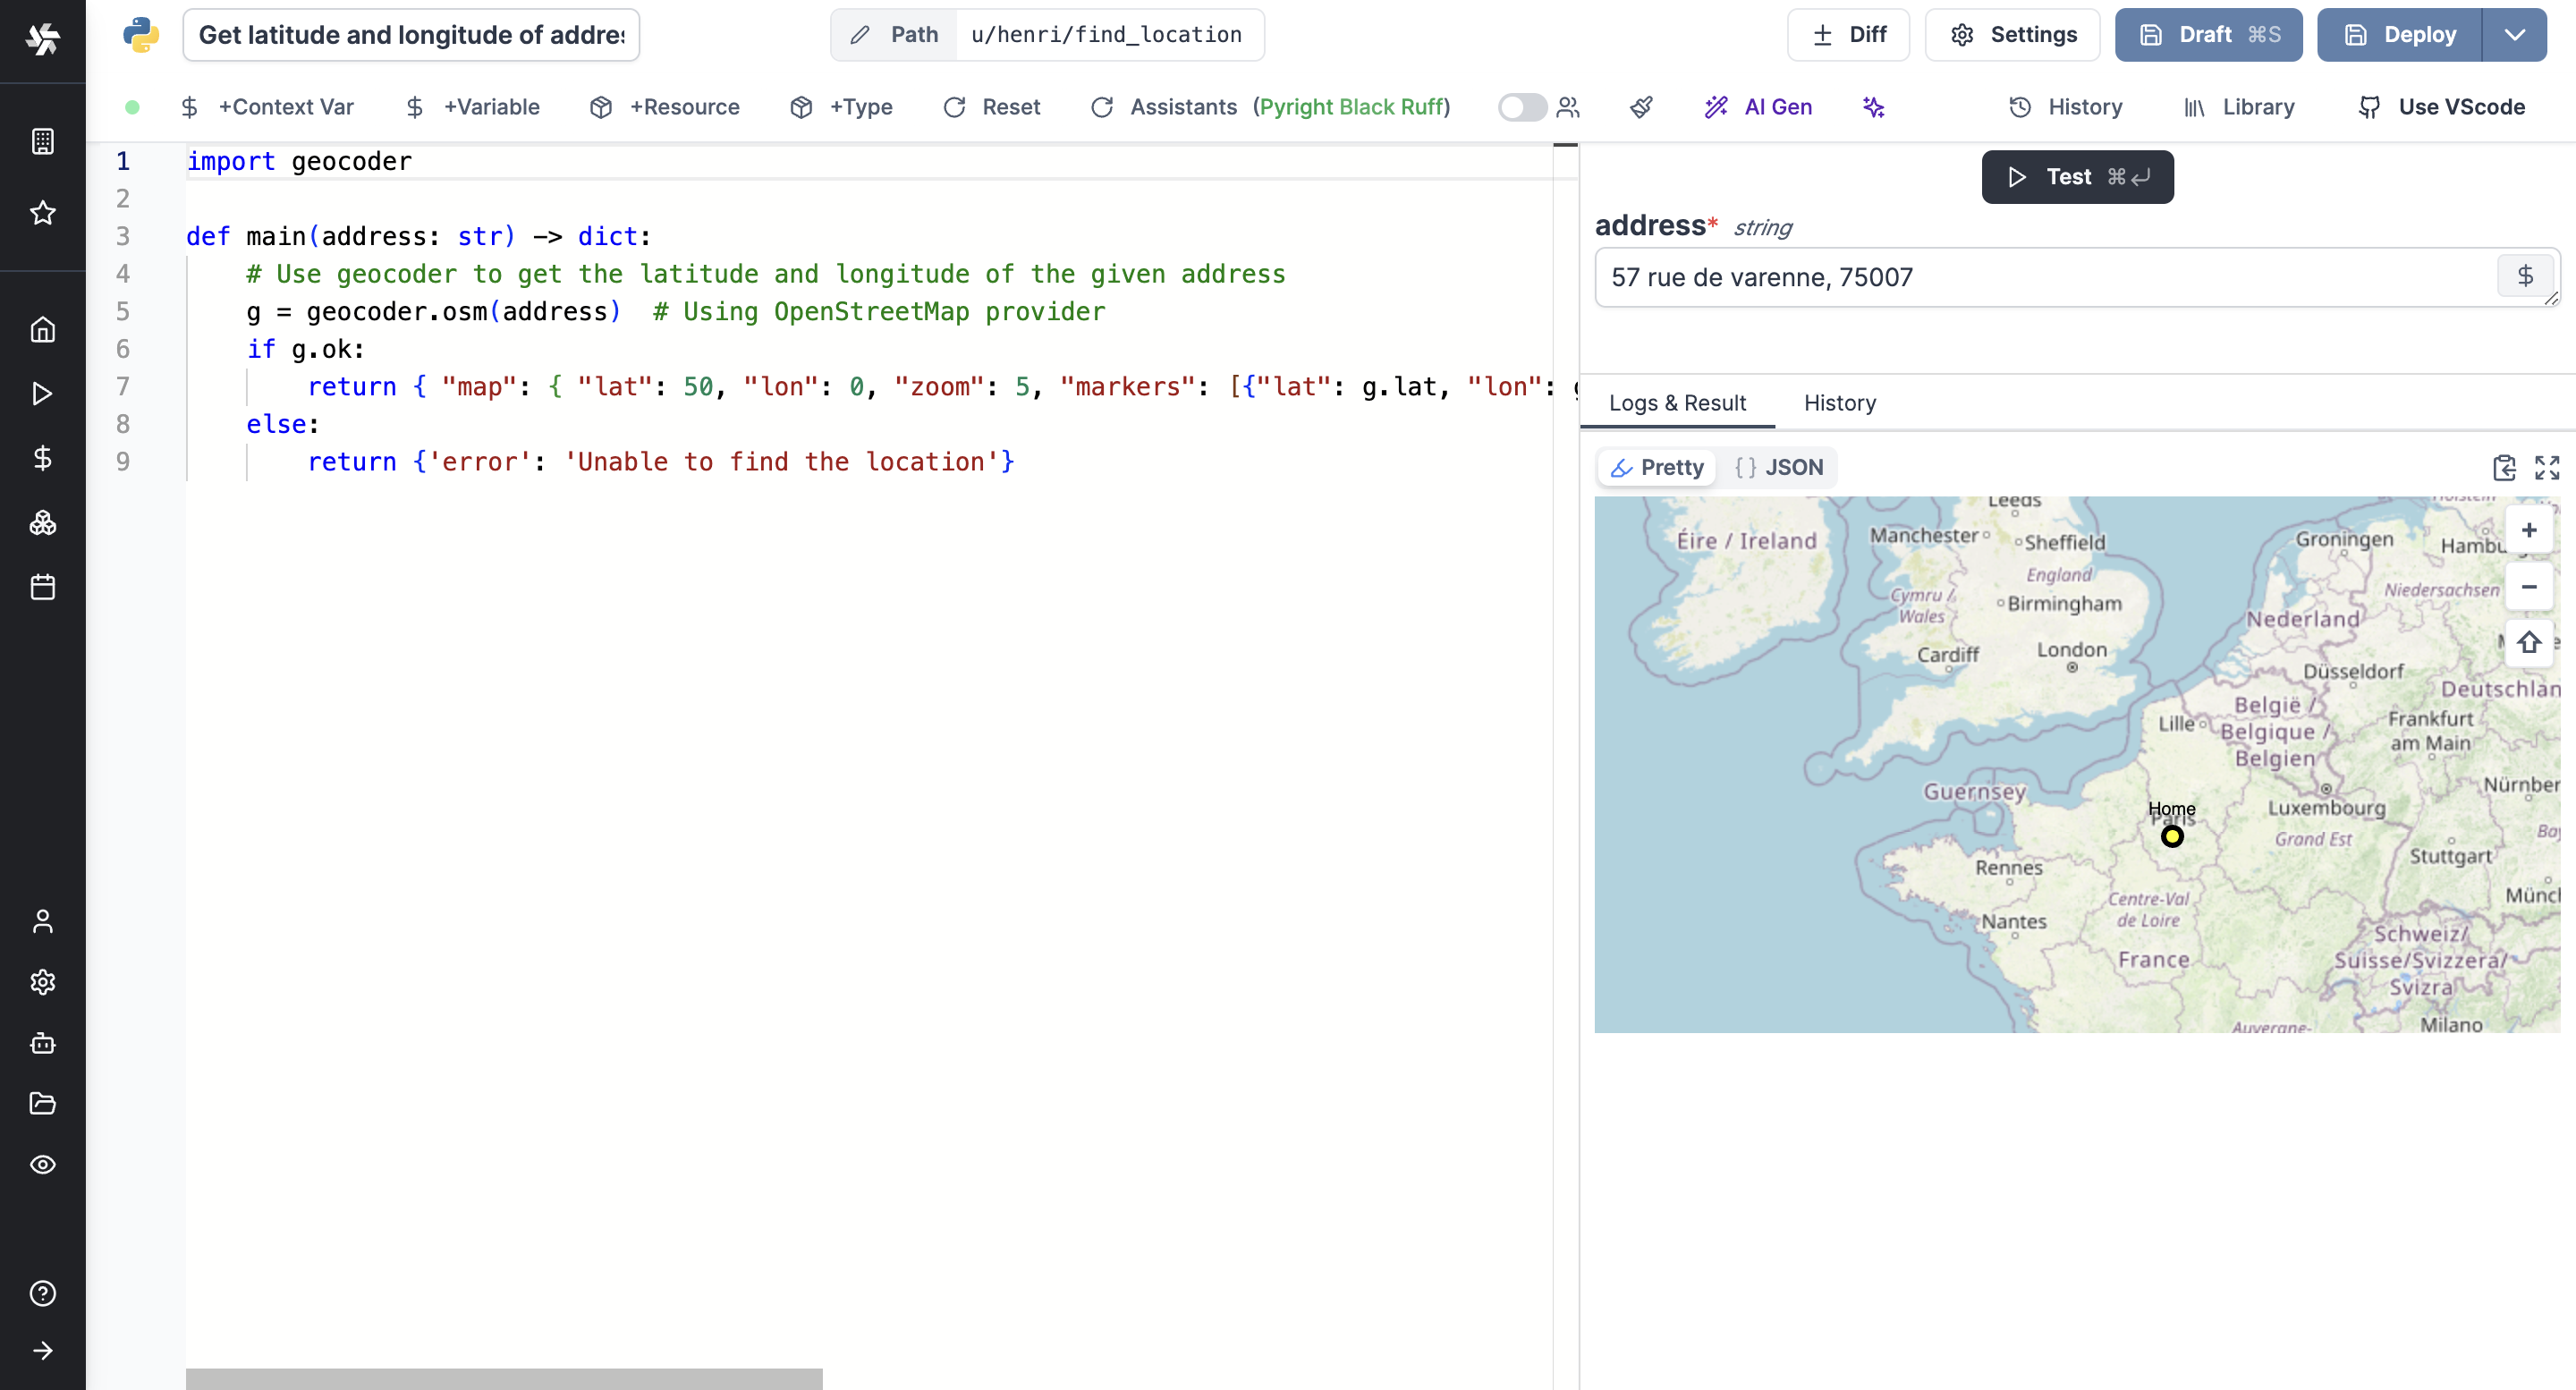 Get latitude and longitude of addre
Path u/henri/find_location
Diff
Settings
Draft ⌘S
Deploy
+Context Var
+Variable
+Resource
+Type
Reset
Assistants (Pyright Black Ruff)
AI Gen
History
Library
Use VScode
1 import geocoder
2
3 def main(address: str) -> dict:
4 # Use geocoder to get the latitude and longitude of the given address
5 g = geocoder.osm(address)  # Using OpenStreetMap provider
6 if g.ok:
7 return { "map": { "lat": 50, "lon": 0, "zoom": 5, "markers": [{"lat": g.lat, "lon": g
8 else:
9 return {'error': 'Unable to find the location'}
Test ⌘
address* string
57 rue de varenne, 75007
$
Logs & Result
History
Pretty
{} JSON
Leeds
Éire / Ireland
Manchester
Sheffield
Groningen
Hambu
England
Niedersachsen
Cymru /
Wales
Birmingham
Nederland
Cardiff
London
Düsseldorf
Deutschlan
België /
Belgique /
Belgien
Lille
Frankfurt
am Main
Guernsey
Nürnber
Home
Paris
Luxembourg
Grand Est
Bay
Stuttgart
Rennes
Münc
Centre-Val
de Loire
Nantes
Schweiz/
Suisse/Svizzera/
Svizra
France
Milano
Auvergne-